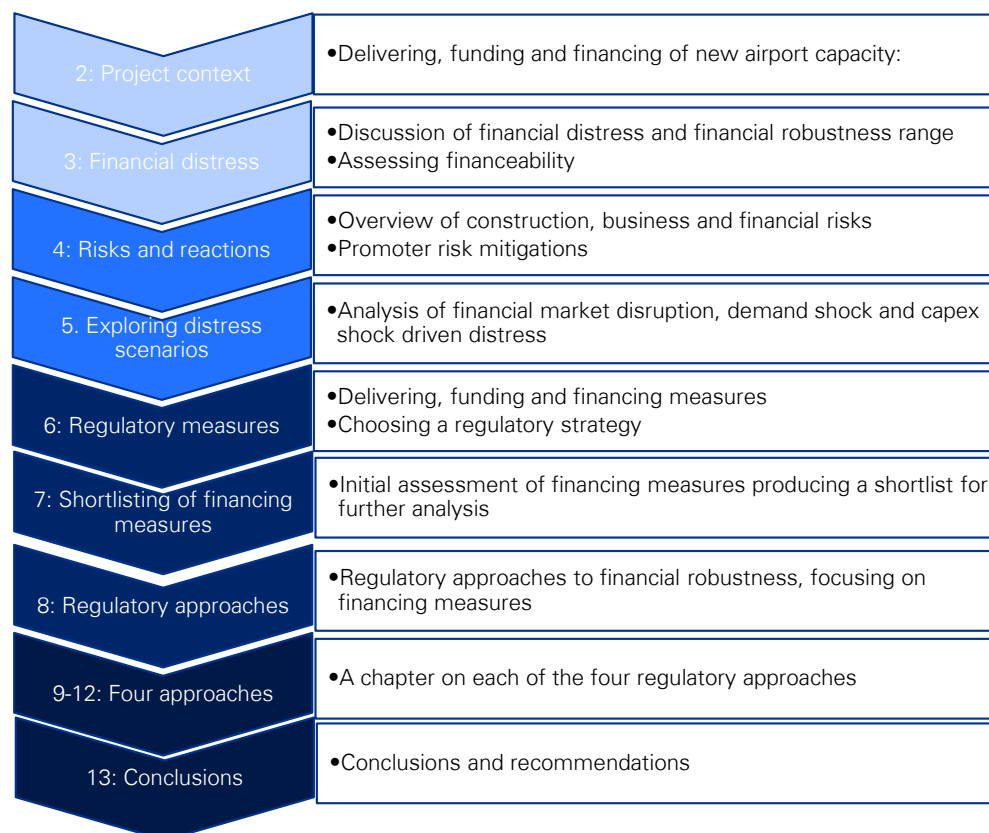 2: Project context
•Delivering, funding and financing of new airport capacity:
3: Financial distress
•Discussion of financial distress and financial robustness range
•Assessing financeability
4: Risks and reactions
•Overview of construction, business and financial risks
•Promoter risk mitigations
5. Exploring distress
scenarios
•Analysis of financial market disruption, demand shock and capex
shock driven distress
6: Regulatory measures
•Delivering, funding and financing measures
•Choosing a regulatory strategy
7: Shortlisting of financing
measures
•Initial assessment of financing measures producing a shortlist for
further analysis
8: Regulatory approaches
•Regulatory approaches to financial robustness, focusing on
financing measures
9-12: Four approaches
•A chapter on each of the four regulatory approaches
13: Conclusions
•Conclusions and recommendations